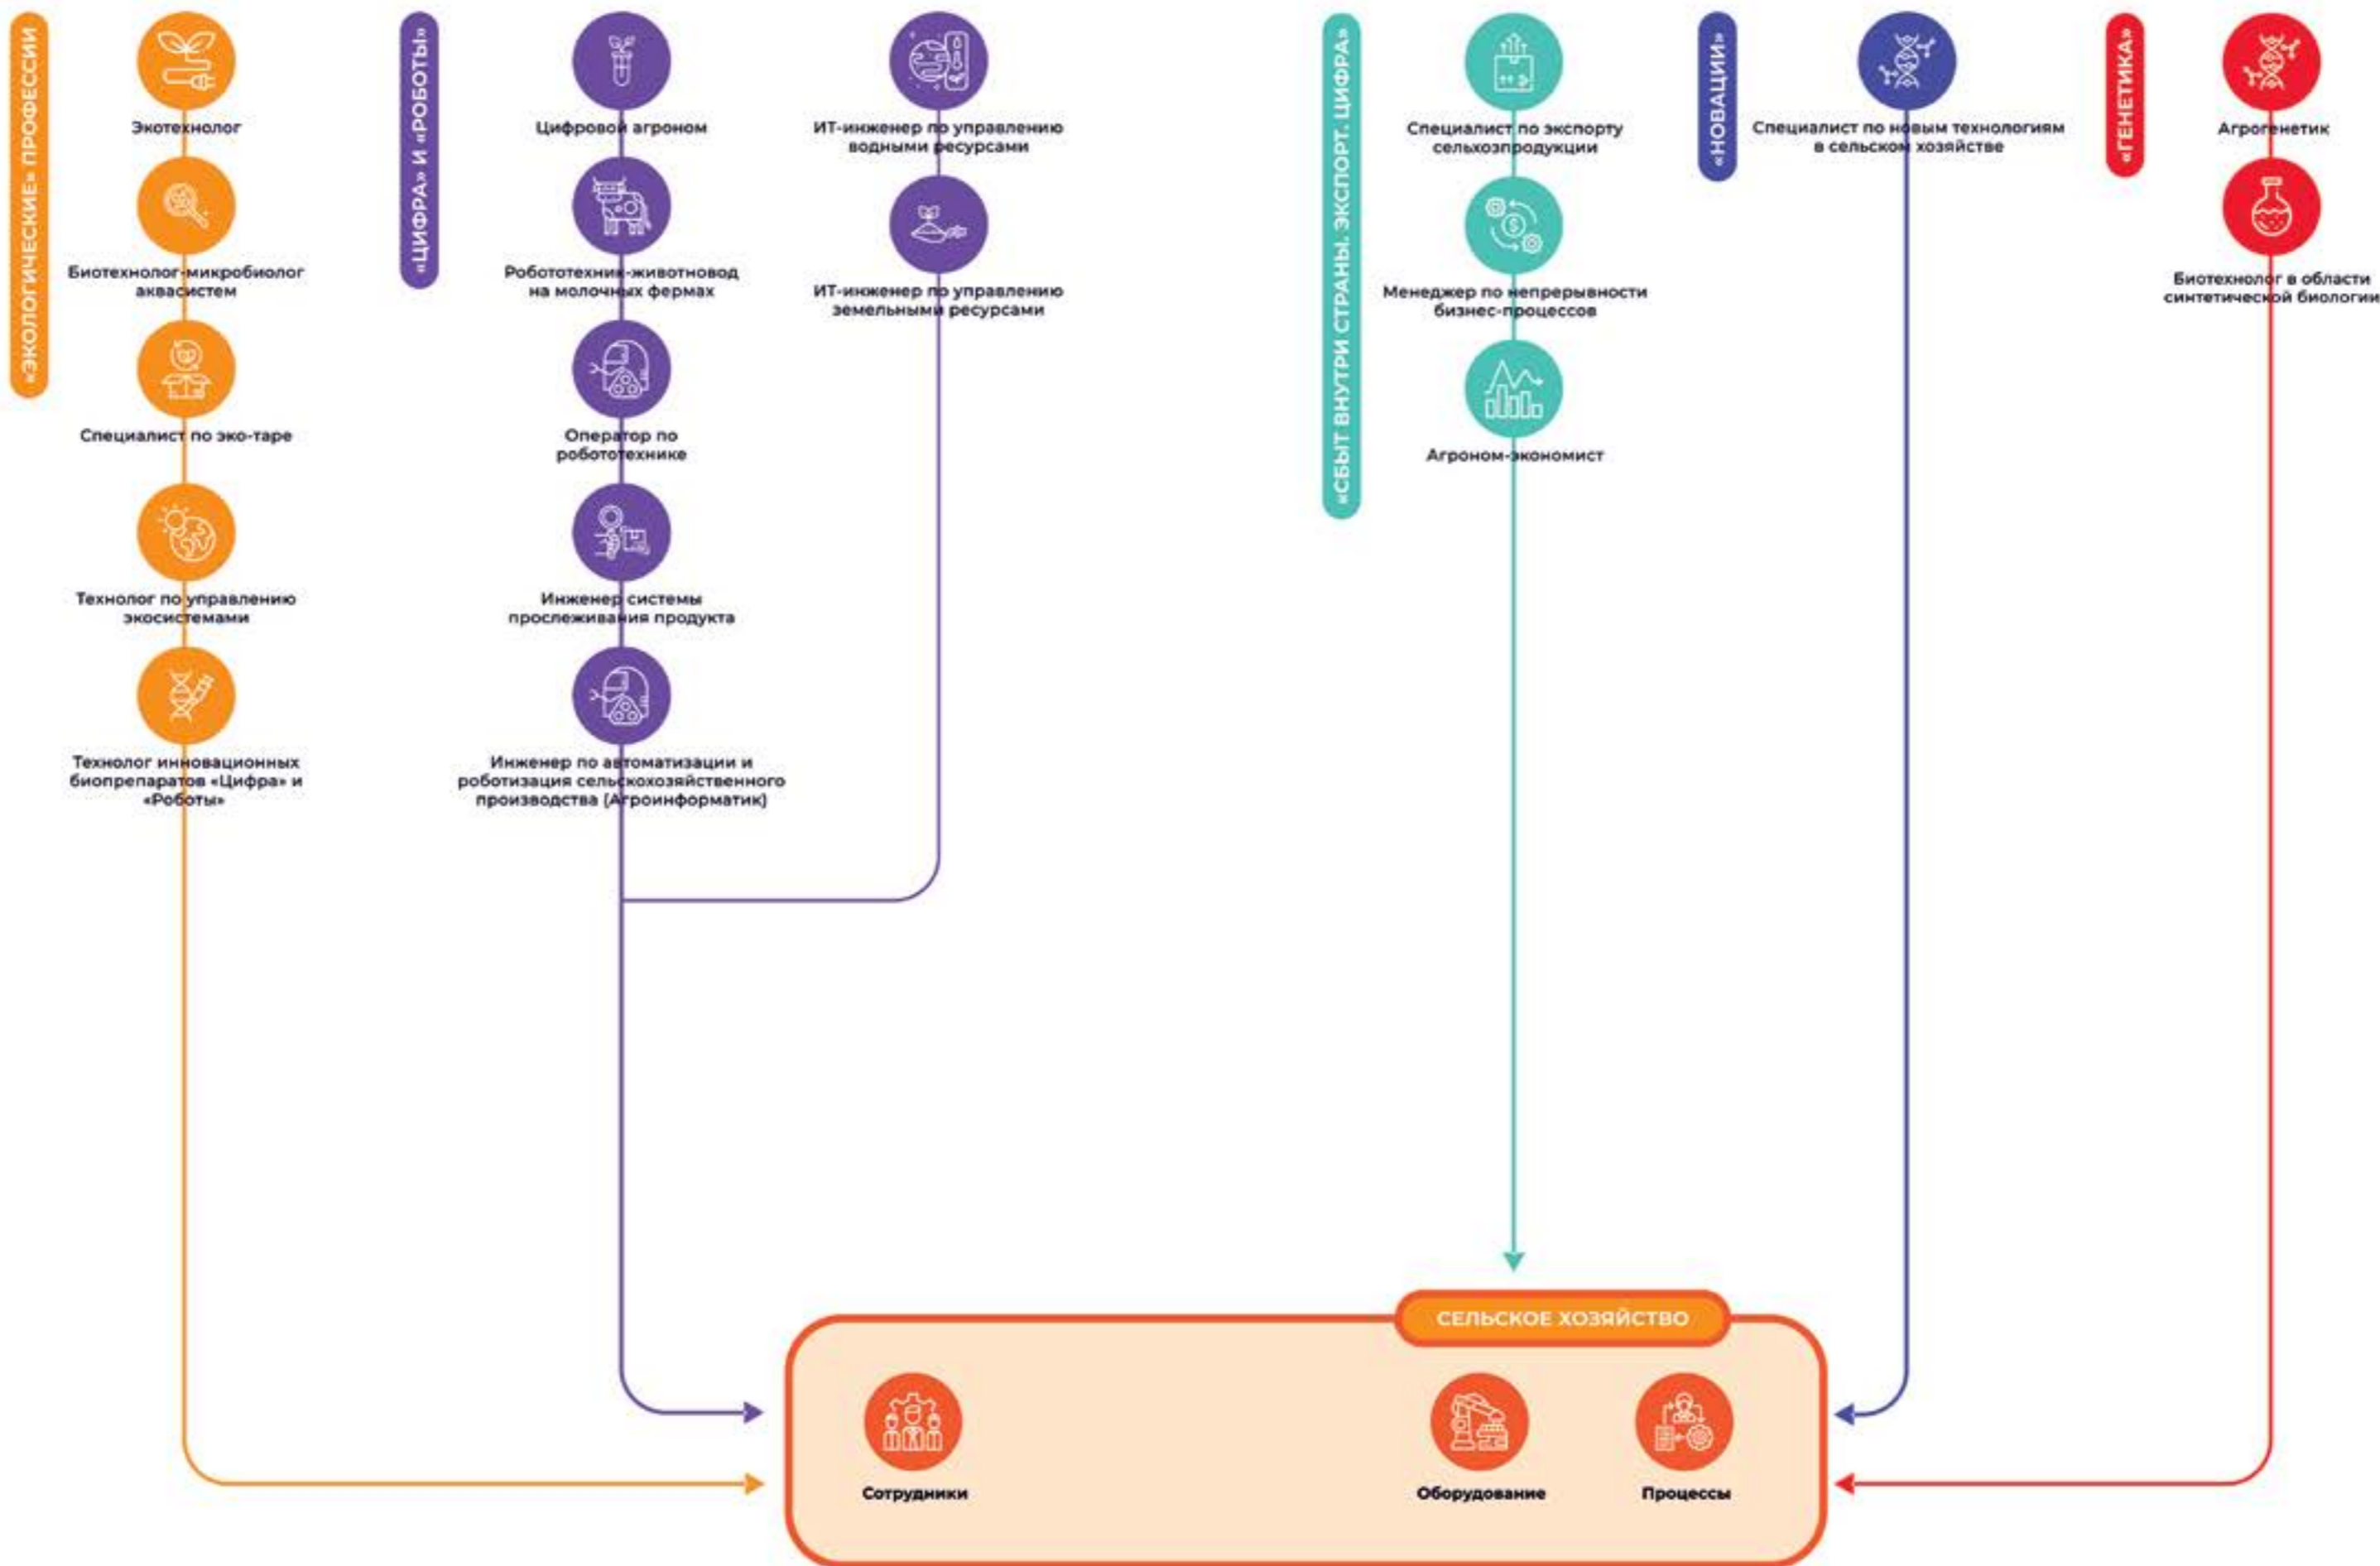 «ЭКОЛОГИЧЕСКИЕ» ПРОФЕССИИ
Экотехнолог
Биотехнолог-микробиолог
аквасистем
Специалист по эко-таре
Технолог по управлению
экосистемами
Технолог инновационных
биопрепаратов «Цифра» и
«Роботы»
«ЦИФРА» И «РОБОТЫ»
Цифровой агроном
Робототехник-животновод
на молочных фермах
Оператор по
робототехнике
Инженер системы
прослеживания продукта
Инженер по автоматизации и
роботизация сельскохозяйственного
производства (Агроинформатик)
ИТ-инженер по управлению
водными ресурсами
ИТ-инженер по управлению
земельными ресурсами
«СБЫТ ВНУТРИ СТРАНЫ. ЭКСПОРТ. ЦИФРА»
Специалист по экспорту
сельхозпродукции
Менеджер по непрерывности
бизнес-процессов
Агроном-экономист
«НОВАЦИИ»
Специалист по новым технологиям
в сельском хозяйстве
«ГЕНЕТИКА»
Агрогенетик
Биотехнолог в области
синтетической биологии
СЕЛЬСКОЕ ХОЗЯЙСТВО
Сотрудники
Оборудование
Процессы